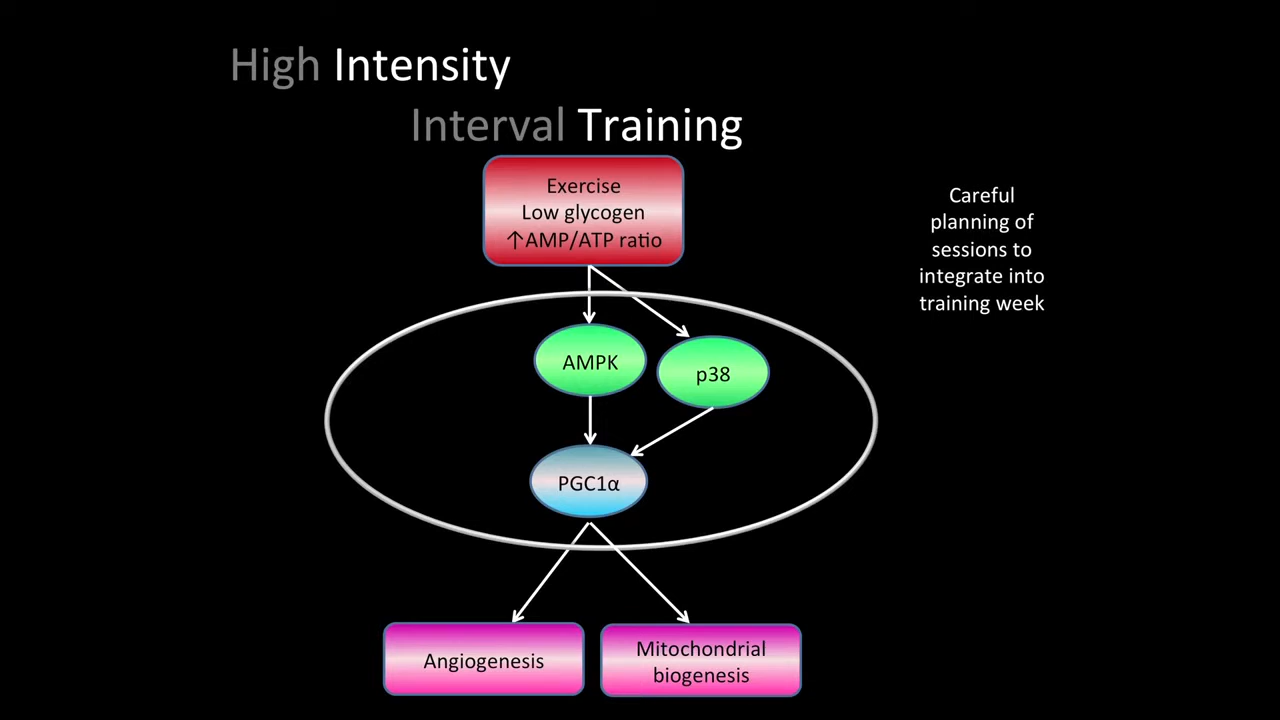 High Intensity
Interval Training
Exercise
Low glycogen
↑AMP/ATP ratio
Careful
planning of
sessions to
integrate into
training week
AMPK
p38
PGC1α
Angiogenesis
Mitochondrial
biogenesis